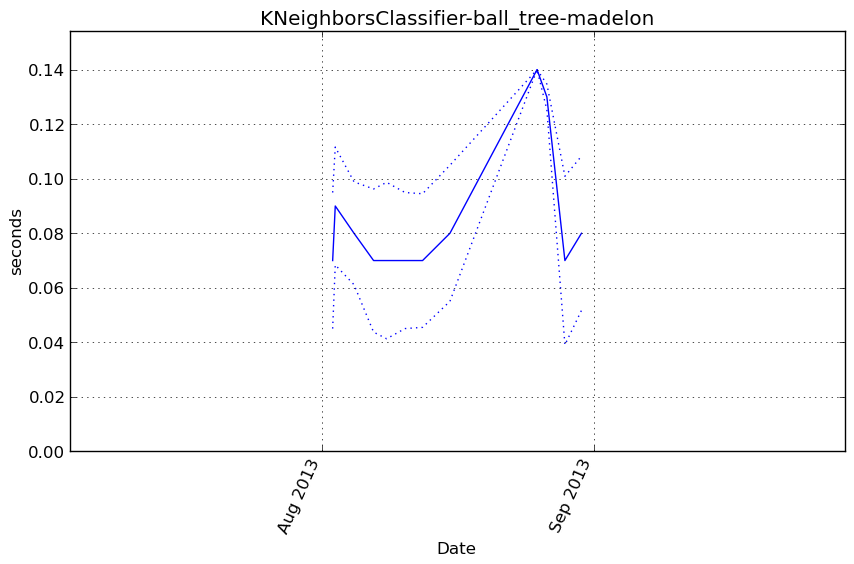 KNeighborsClassifier-ball_tree-madelon
0.14
0.12
0.10
0.08
0.06
0.04
0.02
0.00
seconds
Aug 2013
Sep 2013
Date